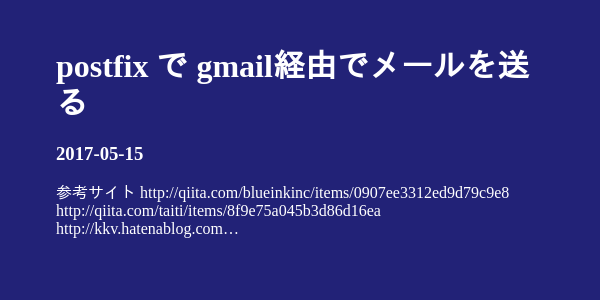 postfix で gmail経由でメールを送
る
2017-05-15
参考サイト http://qiita.com/blueinkinc/items/0907ee3312ed9d79c9e8
http://qiita.com/taiti/items/8f9e75a045b3d86d16ea
http://kkv.hatenablog.com…